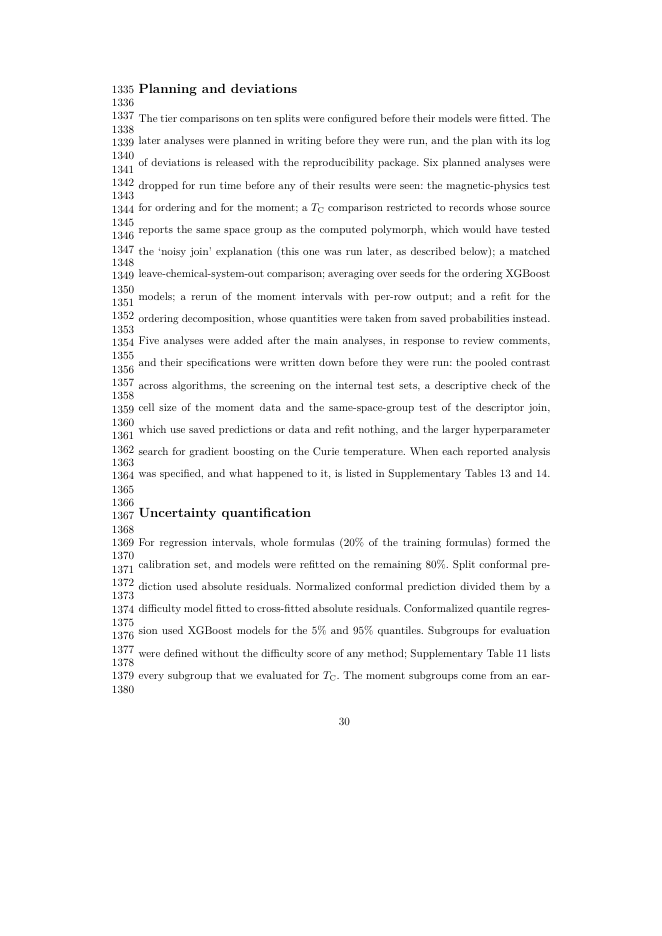 1335 Planning and deviations
1336
1337 The tier comparisons on ten splits were configured before their models were fitted. The
1338
1339 later analyses were planned in writing before they were run, and the plan with its log
1340
1341 of deviations is released with the reproducibility package. Six planned analyses were
1342 dropped for run time before any of their results were seen: the magnetic-physics test
1343
1344 for ordering and for the moment; a T_C comparison restricted to records whose source
1345
1346 reports the same space group as the computed polymorph, which would have tested
1347 the ‘noisy join’ explanation (this one was run later, as described below); a matched
1348
1349 leave-chemical-system-out comparison; averaging over seeds for the ordering XGBoost
1350
1351 models; a rerun of the moment intervals with per-row output; and a refit for the
1352 ordering decomposition, whose quantities were taken from saved probabilities instead.
1353
1354 Five analyses were added after the main analyses, in response to review comments,
1355
1356 and their specifications were written down before they were run: the pooled contrast
1357 across algorithms, the screening on the internal test sets, a descriptive check of the
1358
1359 cell size of the moment data and the same-space-group test of the descriptor join,
1360
1361 which use saved predictions or data and refit nothing, and the larger hyperparameter
1362 search for gradient boosting on the Curie temperature. When each reported analysis
1363
1364 was specified, and what happened to it, is listed in Supplementary Tables 13 and 14.
1365
1366
1367 Uncertainty quantification
1368
1369 For regression intervals, whole formulas (20% of the training formulas) formed the
1370
1371 calibration set, and models were refitted on the remaining 80%. Split conformal pre-
1372 diction used absolute residuals. Normalized conformal prediction divided them by a
1373
1374 difficulty model fitted to cross-fitted absolute residuals. Conformalized quantile regres-
1375
1376 sion used XGBoost models for the 5% and 95% quantiles. Subgroups for evaluation
1377 were defined without the difficulty score of any method; Supplementary Table 11 lists
1378
1379 every subgroup that we evaluated for T_C. The moment subgroups come from an ear-
1380
30